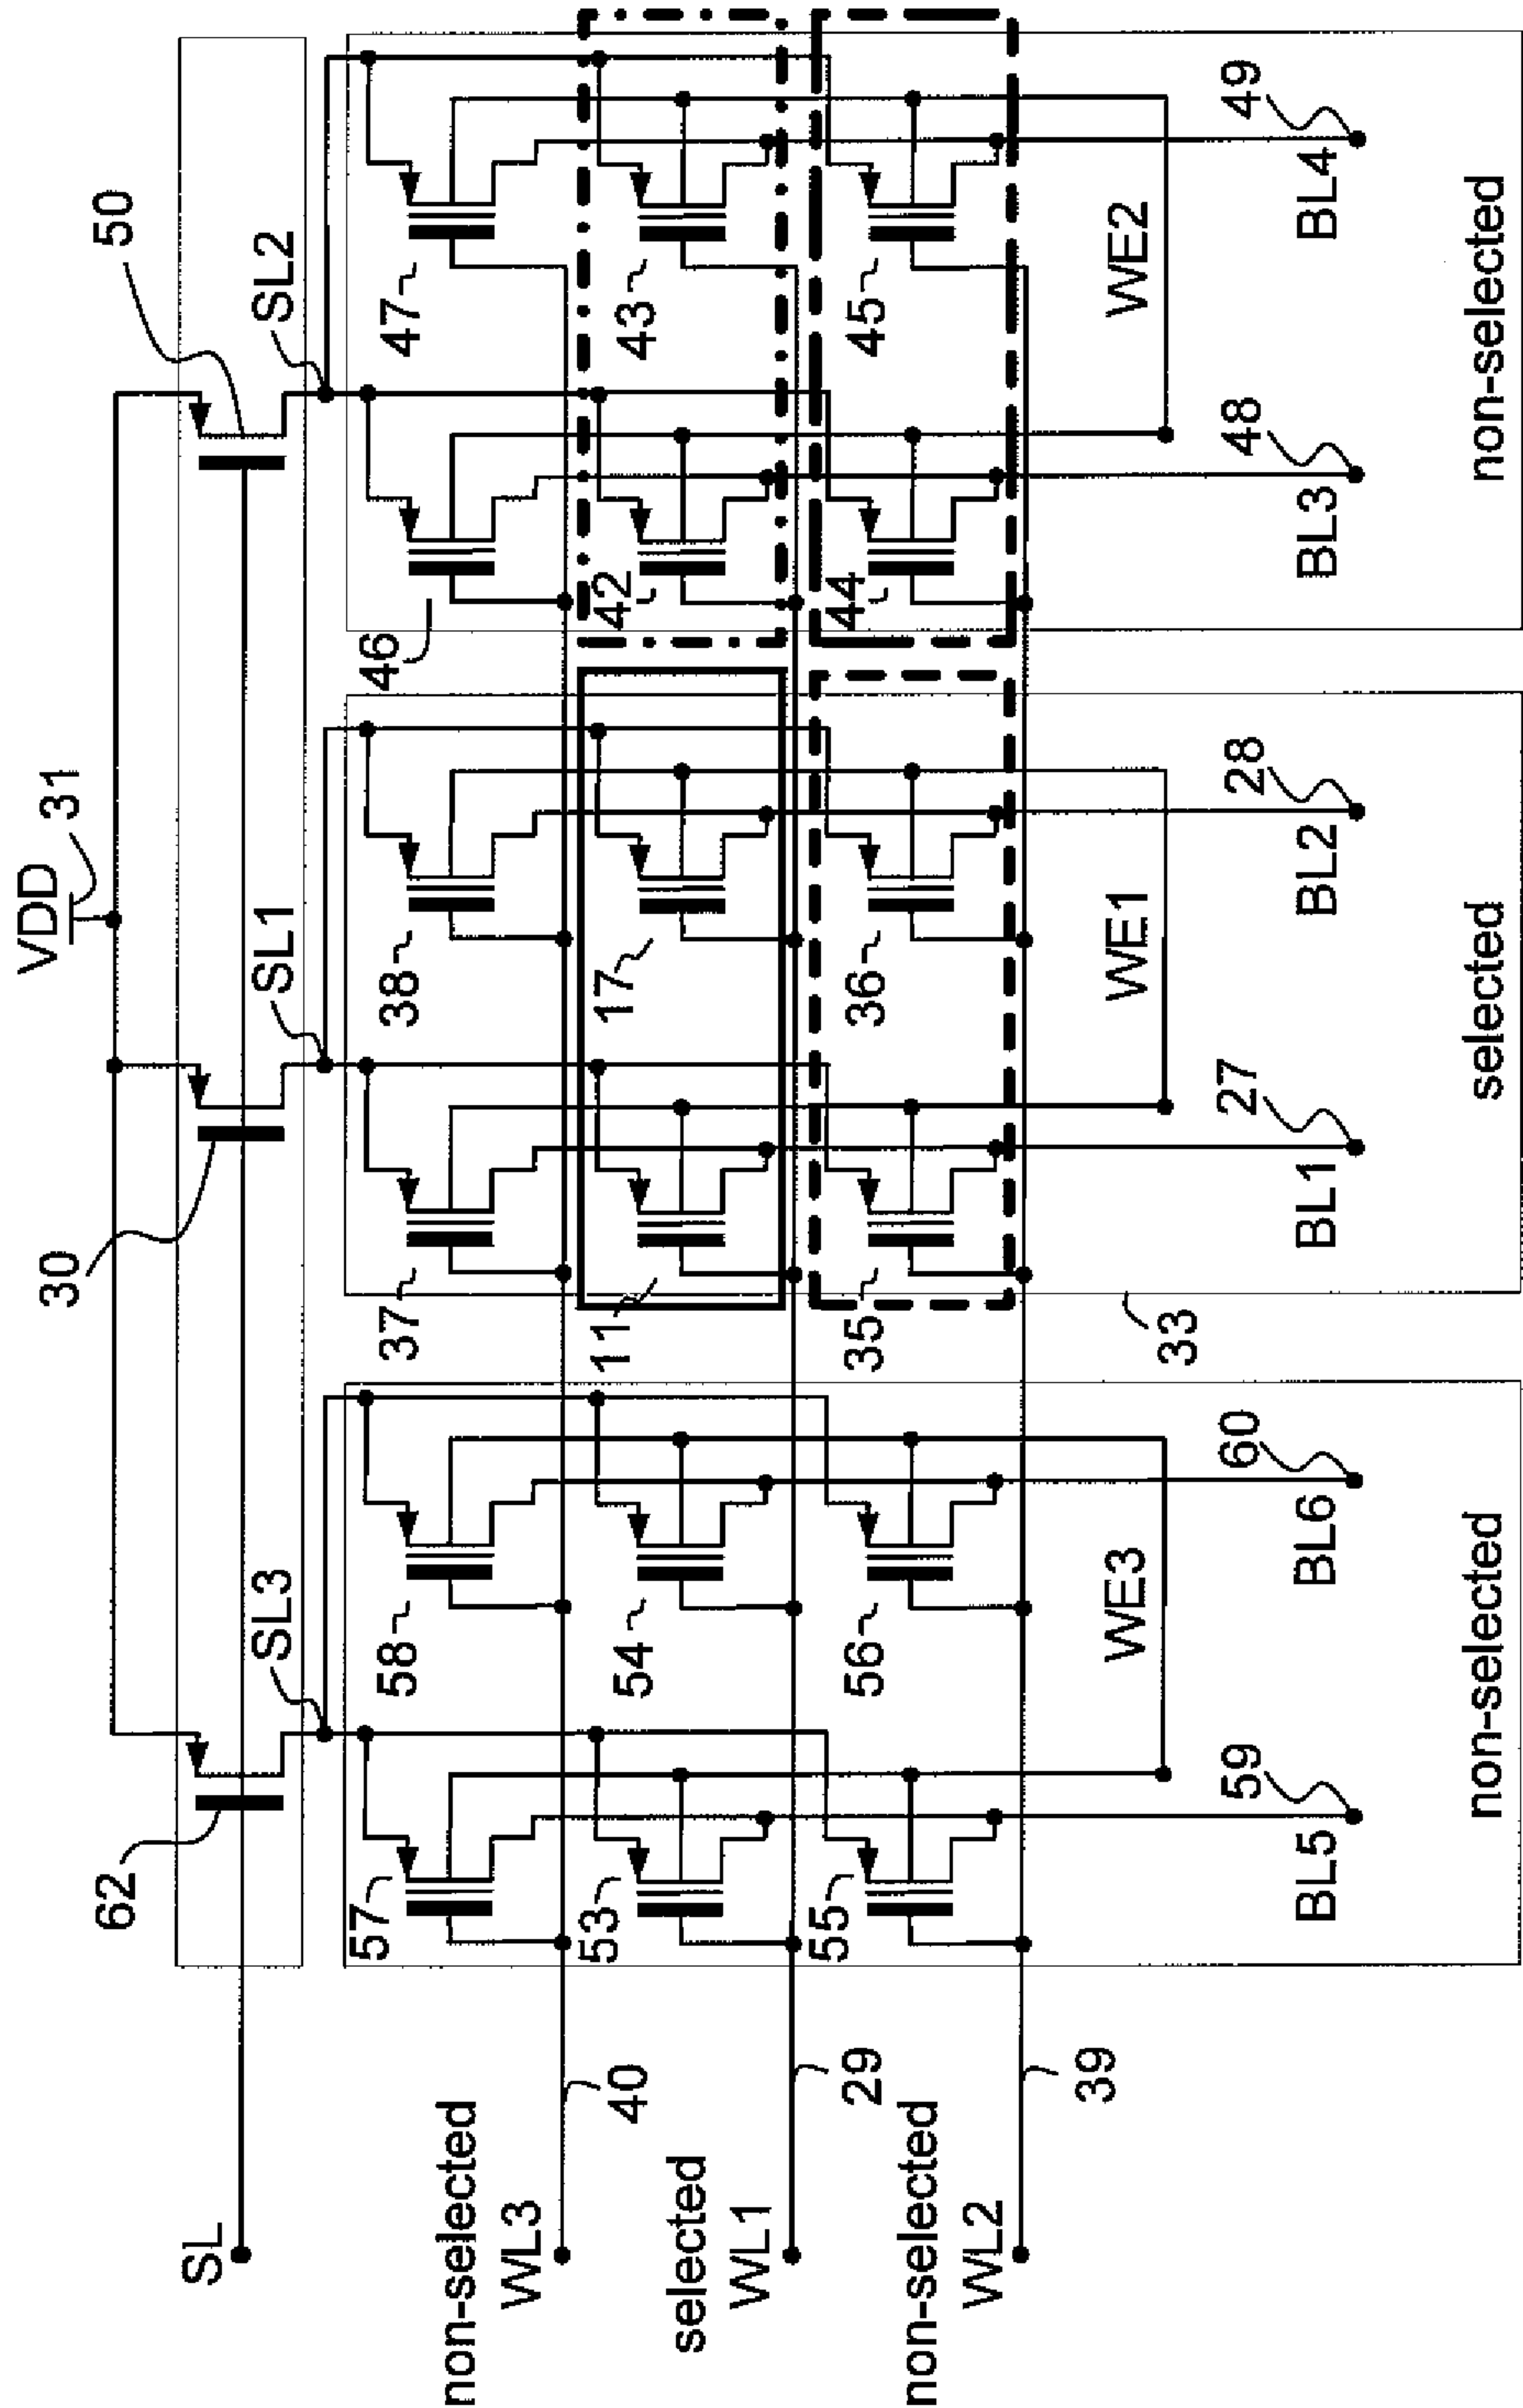 VDD 31
SL
62
SL3
30
SL1
50
SL2
non-selected
WL3
40
57
58
37
38
46
47
selected
WL1
29
53
54
11
17
42
43
non-selected
WL2
39
55
56
35
36
44
45
WE3
33
WE1
WE2
BL5
59
BL6
60
BL1
27
BL2
28
BL3
48
BL4
49
non-selected
selected
non-selected